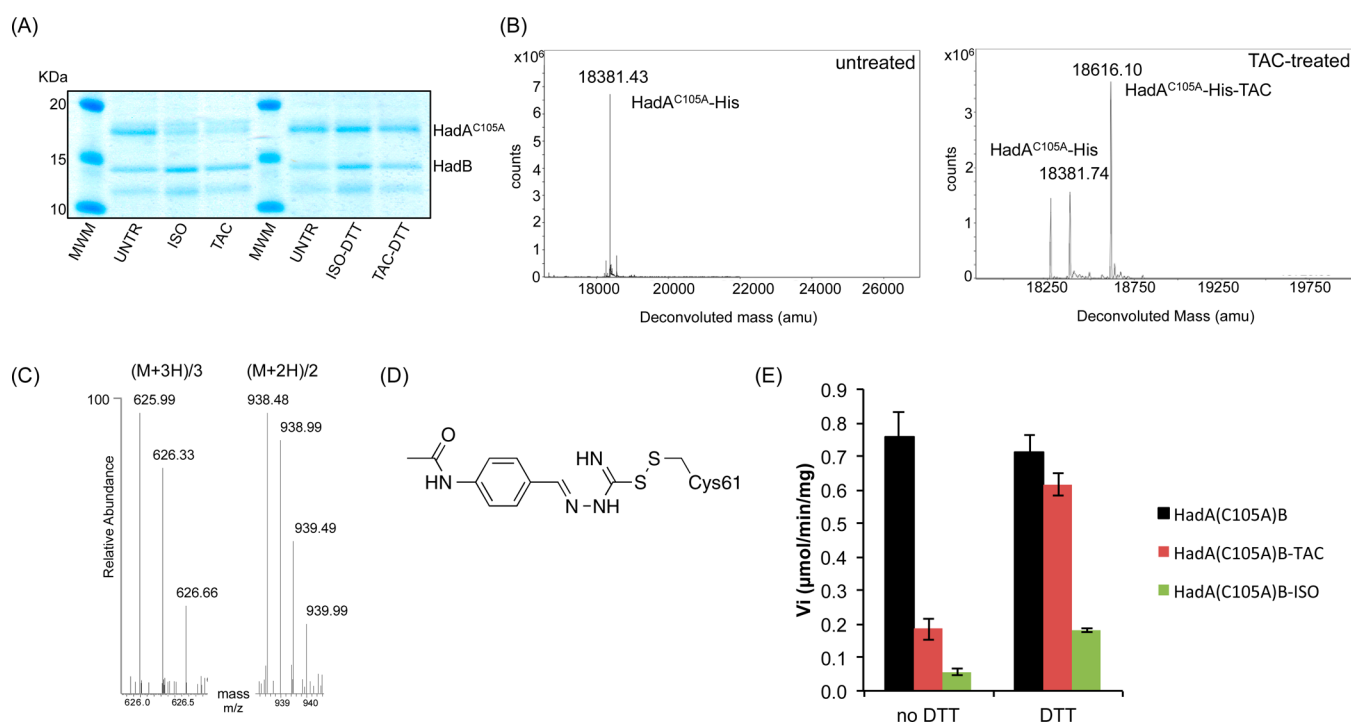 (A)
KDa
20
15
10
HadA^C105A
HadB
MWM
UNTR
ISO
TAC
MWM
UNTR
ISO-DTT
TAC-DTT
(B)
x10⁶
untreated
18381.43
HadA^C105A-His
7
6
5
4
3
2
1
0
counts
18000 20000 22000 24000 26000
Deconvoluted mass (amu)
x10⁶
TAC-treated
18616.10
HadA^C105A-His-TAC
HadA^C105A-His
18381.74
3
2
1
0
counts
18250 18750 19250 19750
Deconvoluted Mass (amu)
(C)
(M+3H)/3 (M+2H)/2
100
625.99
626.33
626.66
938.48
938.99
939.49
939.99
Relative Abundance
626.0 626.5 939 940
mass
m/z
(D)
O
HN
HN
N
NH
S
S
Cys61
(E)
0.9
0.8
0.7
0.6
0.5
0.4
0.3
0.2
0.1
0.0
Vi (μmol/min/mg)
no DTT DTT
HadA(C105A)B
HadA(C105A)B-TAC
HadA(C105A)B-ISO